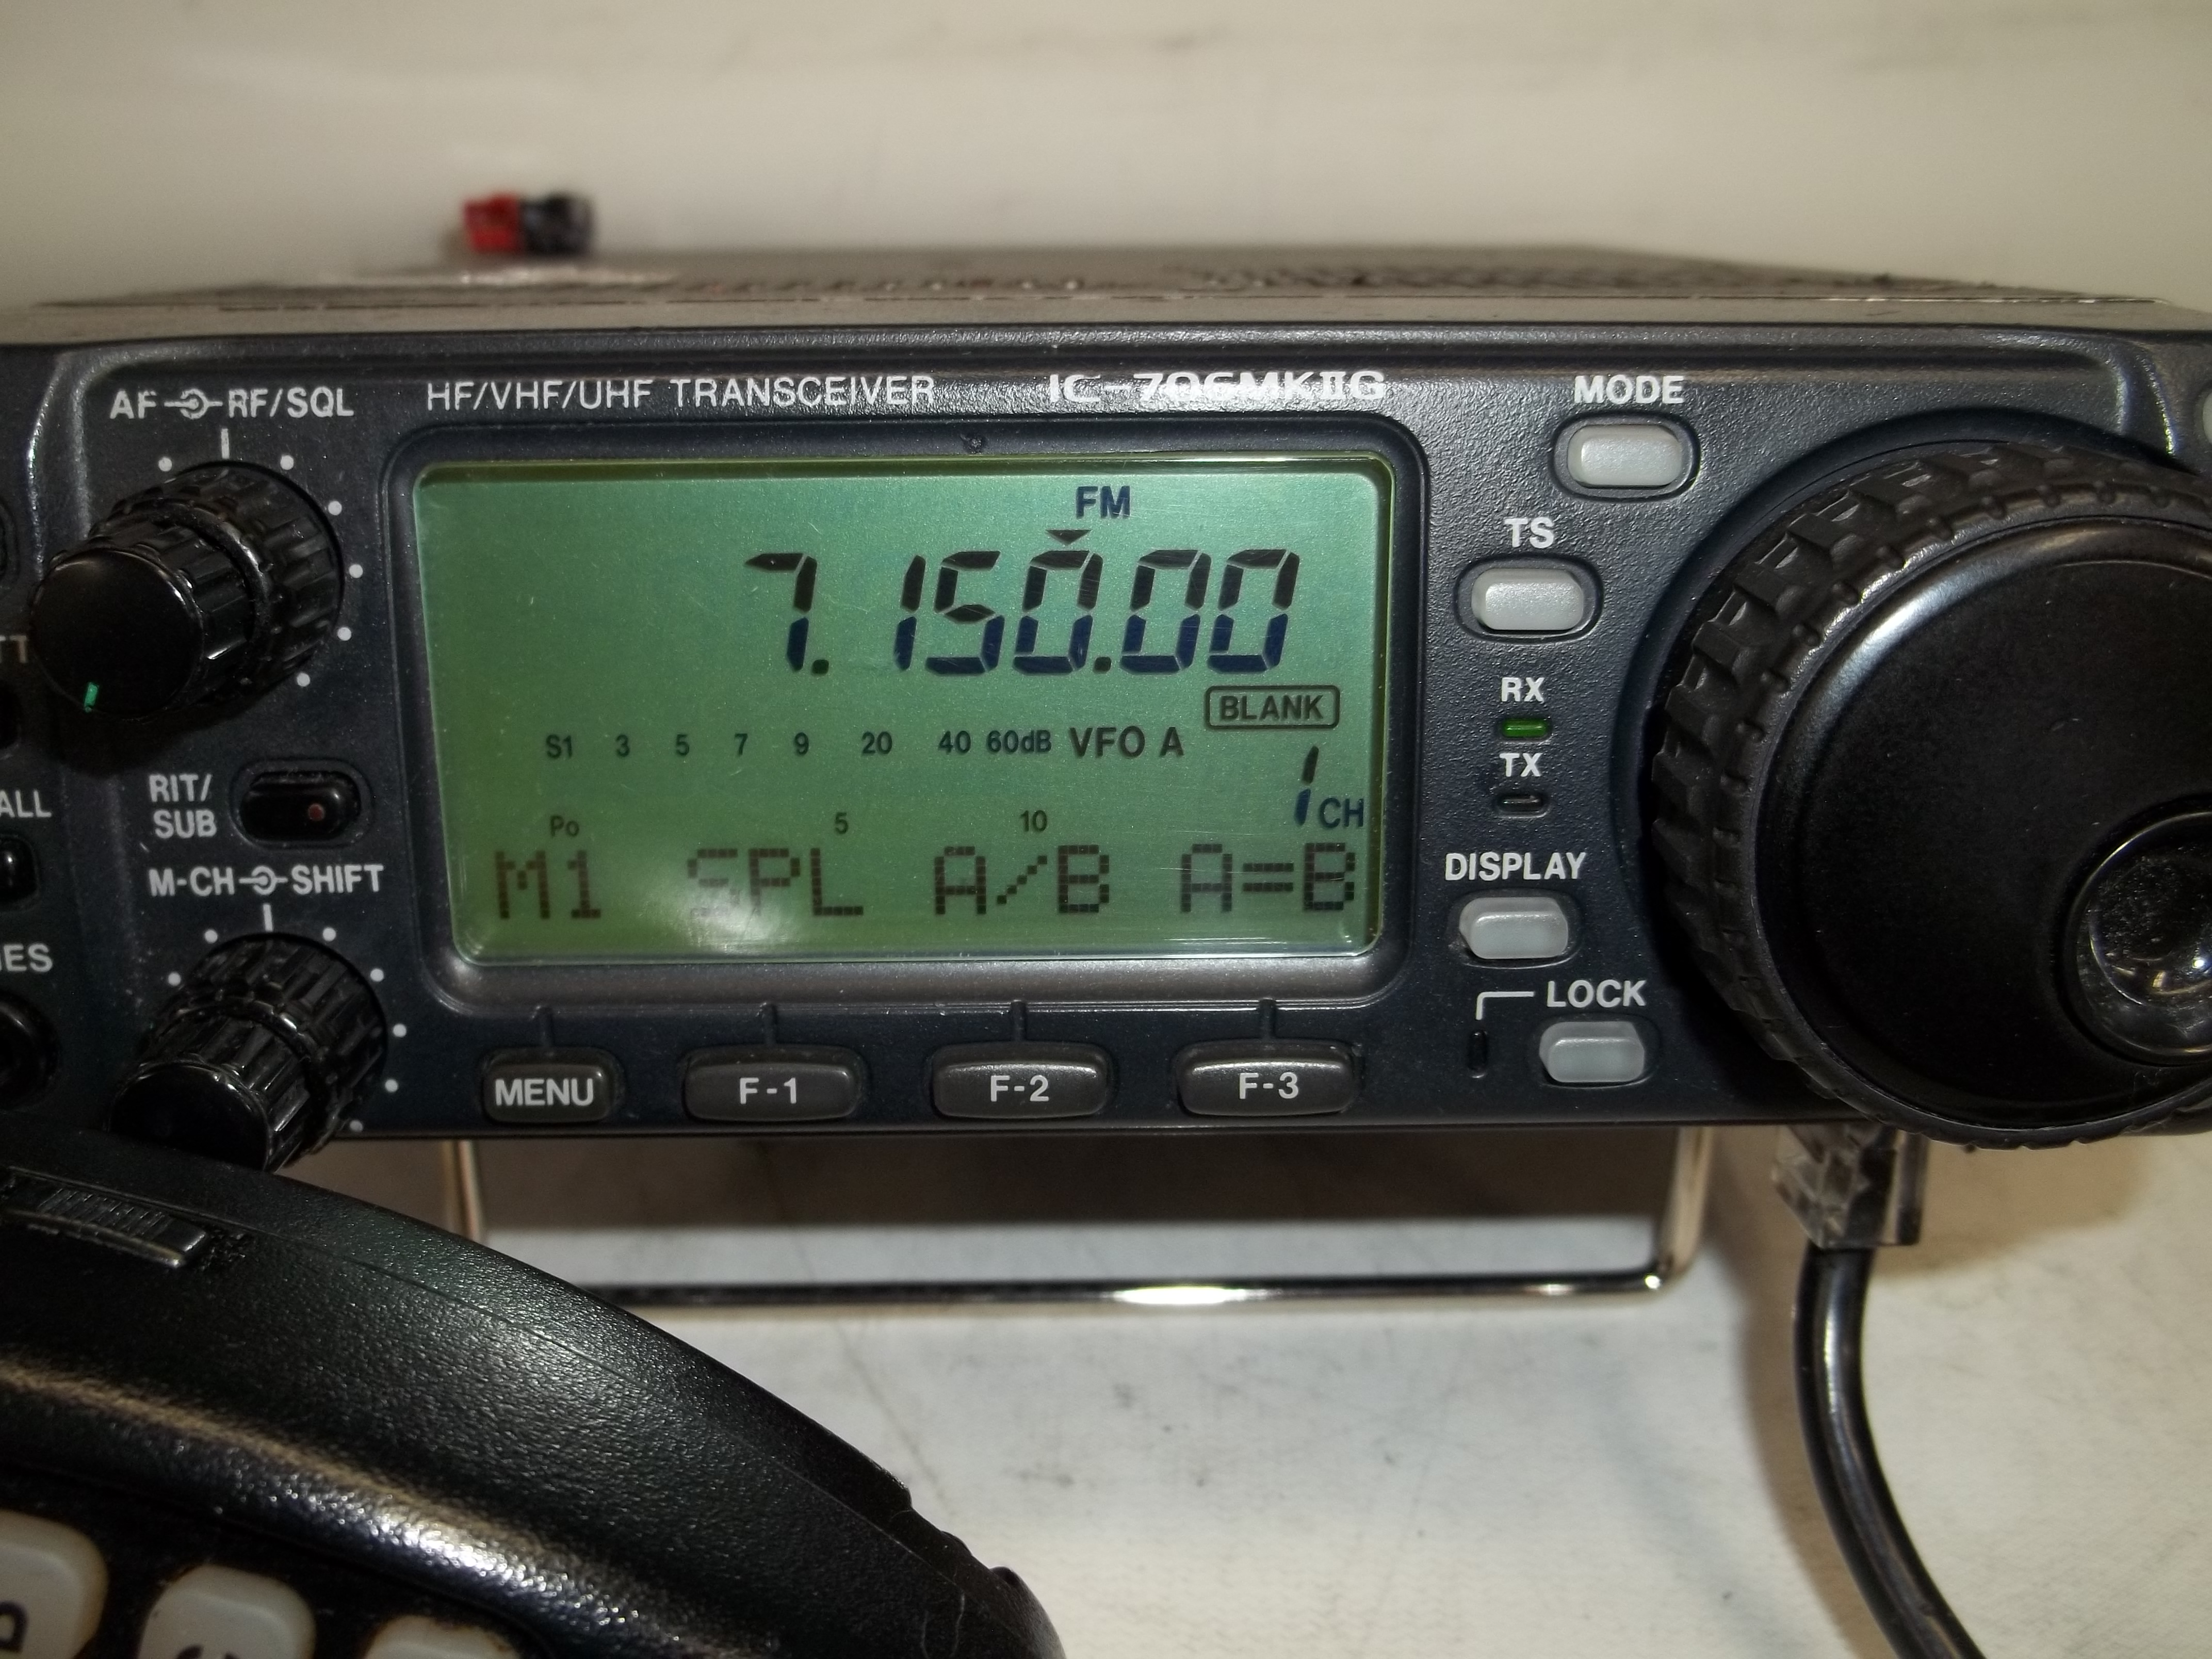 AF RF/SQL HF/VHF/UHF TRANSCEIVER IC-706MKIIG MODE
FM
TS
7.150.00
BLANK
RX
S1 3 5 7 9 20 40 60dB VFO A
TX
RIT/
SUB
ALL
1 CH
Po 5 10
M1 SPL A/B A=B
DISPLAY
M-CH SHIFT
LOCK
MENU F-1 F-2 F-3